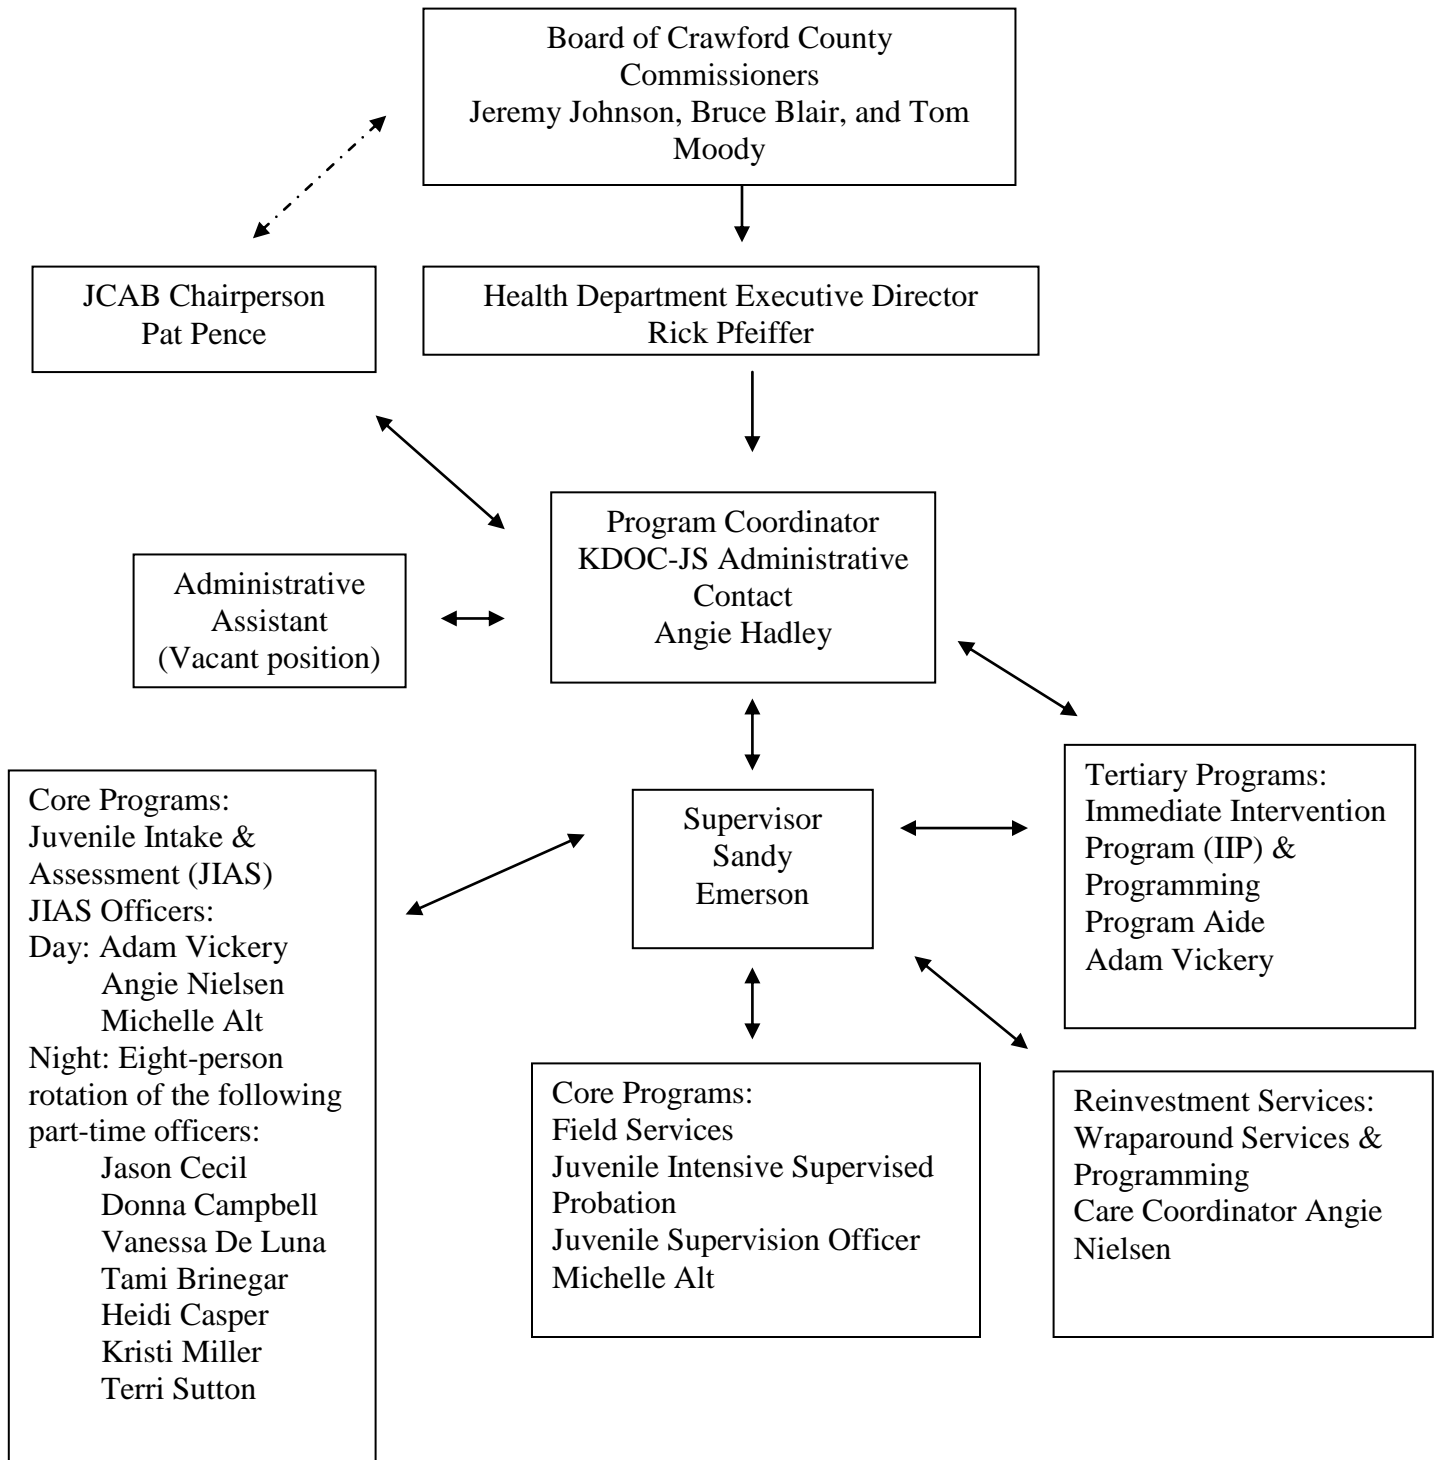 Board of Crawford County
Commissioners
Jeremy Johnson, Bruce Blair, and Tom
Moody
JCAB Chairperson
Pat Pence
Health Department Executive Director
Rick Pfeiffer
Program Coordinator
KDOC-JS Administrative
Contact
Angie Hadley
Administrative
Assistant
(Vacant position)
Core Programs:
Juvenile Intake &
Assessment (JIAS)
JIAS Officers:
Day: Adam Vickery
Angie Nielsen
Michelle Alt
Night: Eight-person
rotation of the following
part-time officers:
Jason Cecil
Donna Campbell
Vanessa De Luna
Tami Brinegar
Heidi Casper
Kristi Miller
Terri Sutton
Supervisor
Sandy
Emerson
Tertiary Programs:
Immediate Intervention
Program (IIP) &
Programming
Program Aide
Adam Vickery
Core Programs:
Field Services
Juvenile Intensive Supervised
Probation
Juvenile Supervision Officer
Michelle Alt
Reinvestment Services:
Wraparound Services &
Programming
Care Coordinator Angie
Nielsen